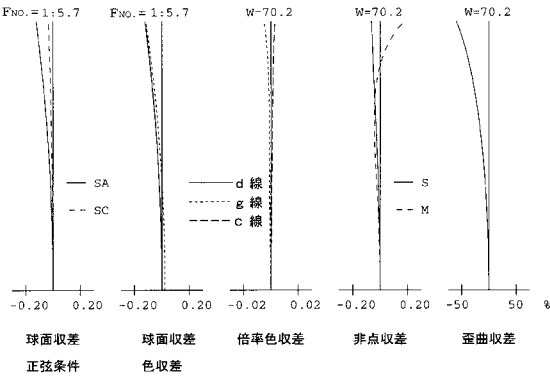 FNO.=1:5.7 FNO.=1:5.7 W=70.2 W=70.2 W=70.2
SA
SC
d 線
g 線
c 線
S
M
-0.20 0.20 -0.20 0.20 -0.02 0.02 -0.20 0.20 -50 50 %
球面収差 球面収差 倍率色収差 非点収差 歪曲収差
正弦条件 色収差